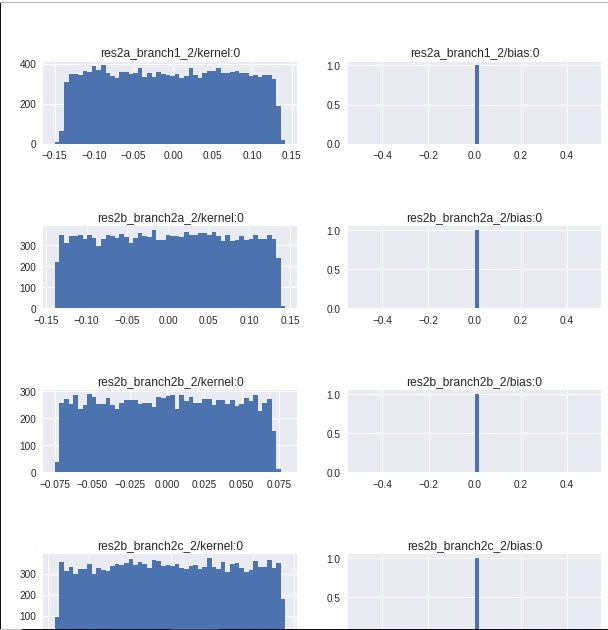 res2a_branch1_2/kernel:0
400
200
0
−0.15 −0.10 −0.05 0.00 0.05 0.10 0.15
res2a_branch1_2/bias:0
1.0
0.5
0.0
−0.4 −0.2 0.0 0.2 0.4
res2b_branch2a_2/kernel:0
300
200
100
0
−0.15 −0.10 −0.05 0.00 0.05 0.10 0.15
res2b_branch2a_2/bias:0
1.0
0.5
0.0
−0.4 −0.2 0.0 0.2 0.4
res2b_branch2b_2/kernel:0
300
200
100
0
−0.075 −0.050 −0.025 0.000 0.025 0.050 0.075
res2b_branch2b_2/bias:0
1.0
0.5
0.0
−0.4 −0.2 0.0 0.2 0.4
res2b_branch2c_2/kernel:0
300
200
100
res2b_branch2c_2/bias:0
1.0
0.5